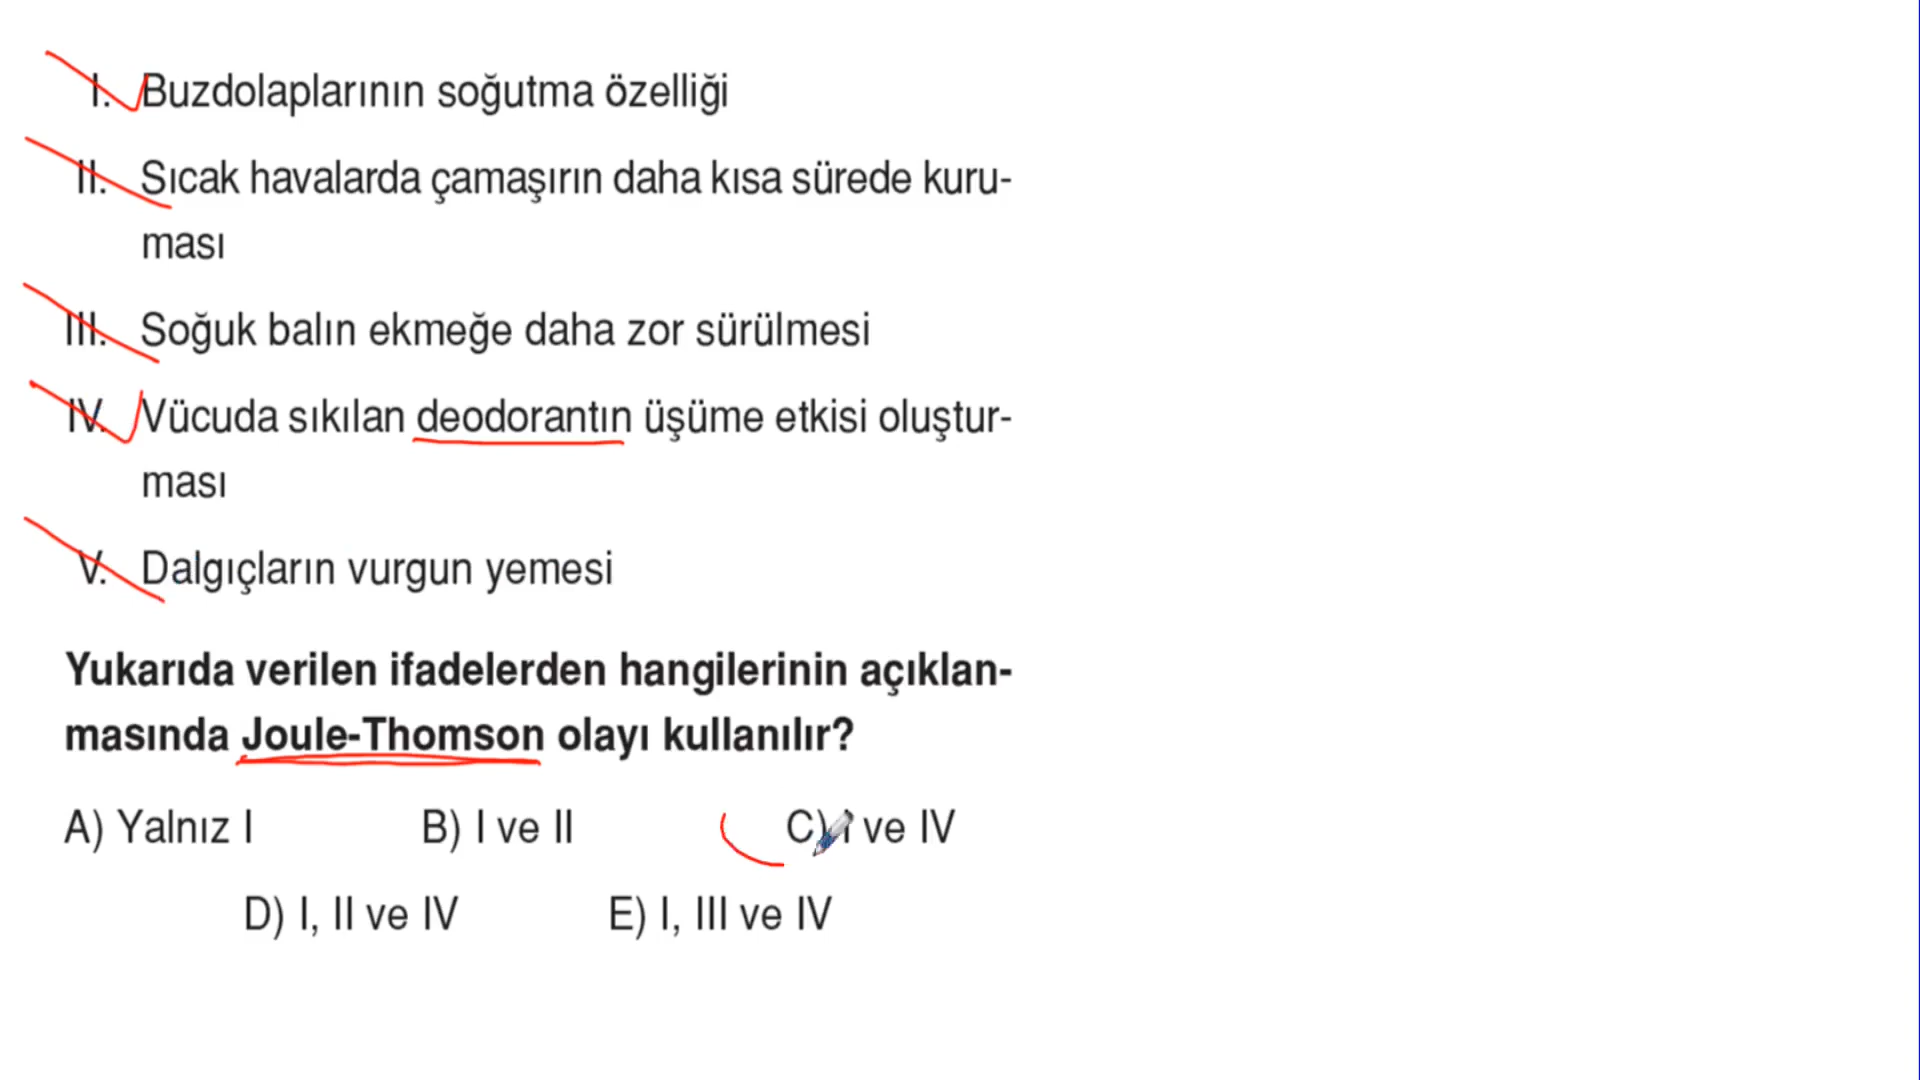 I. Buzdolaplarının soğutma özelliği
II. Sıcak havalarda çamaşırın daha kısa sürede kuru-
ması
III. Soğuk balın ekmeğe daha zor sürülmesi
IV. Vücuda sıkılan deodorantın üşüme etkisi oluştur-
ması
V. Dalgıçların vurgun yemesi
Yukarıda verilen ifadelerden hangilerinin açıklan-
masında Joule-Thomson olayı kullanılır?
A) Yalnız I B) I ve II C) I ve IV
D) I, II ve IV E) I, III ve IV